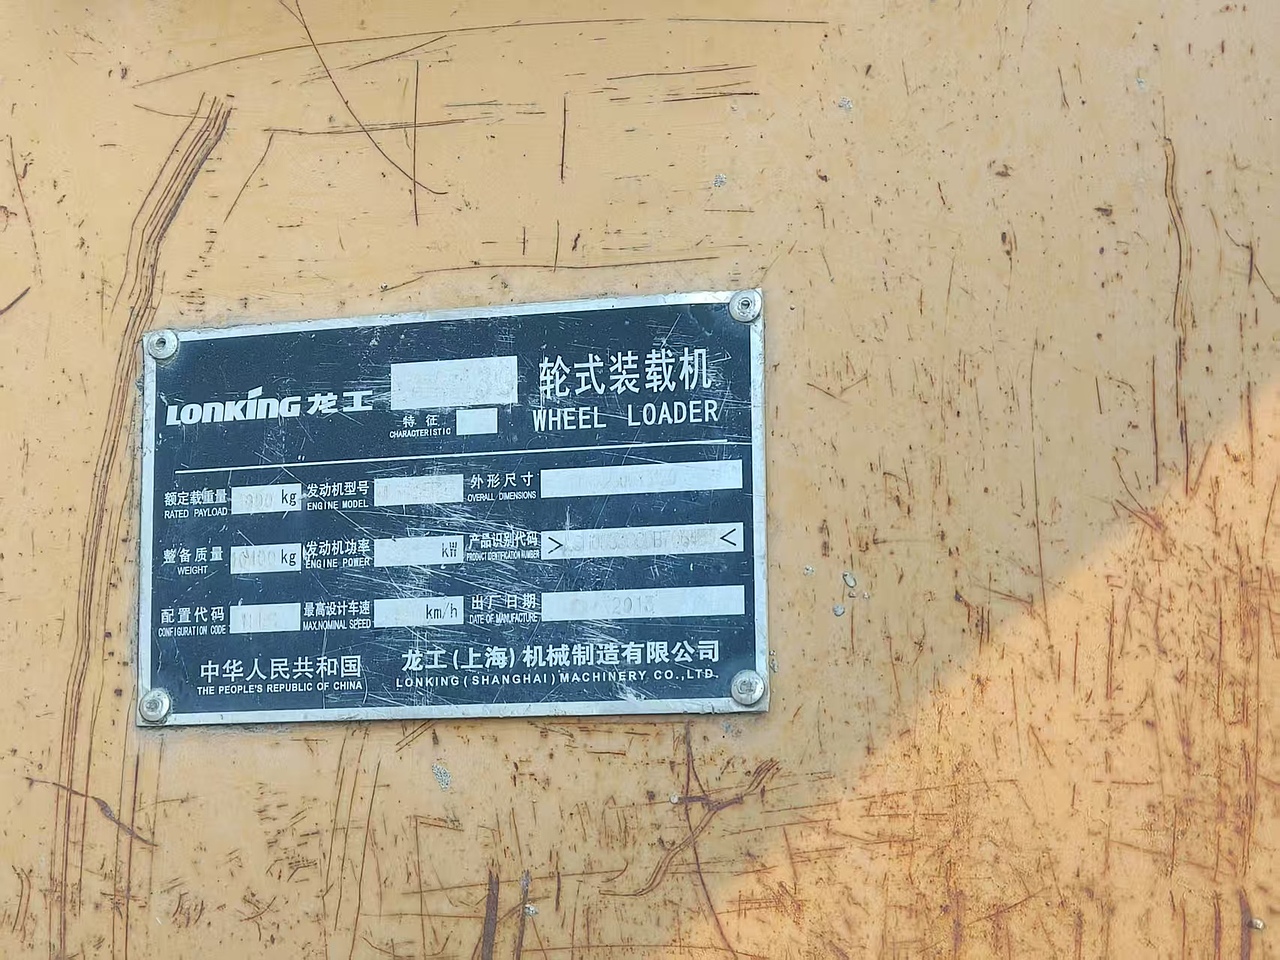 LONKING 龙工
特征
CHARACTERISTIC
轮式装载机
WHEEL LOADER
额定载重量 kg
RATED PAYLOAD
发动机型号
ENGINE MODEL
外形尺寸
OVERALL DIMENSIONS
整备质量 kg
WEIGHT
发动机功率 kW
ENGINE POWER
产品识别代码 > <
PRODUCT IDENTIFICATION NUMBER
配置代码
CONFIGURATION CODE
最高设计车速 km/h
MAX.NOMINAL SPEED
出厂日期
DATE OF MANUFACTURE
中华人民共和国
THE PEOPLE'S REPUBLIC OF CHINA
龙工(上海)机械制造有限公司
LONKING(SHANGHAI)MACHINERY CO.,LTD.